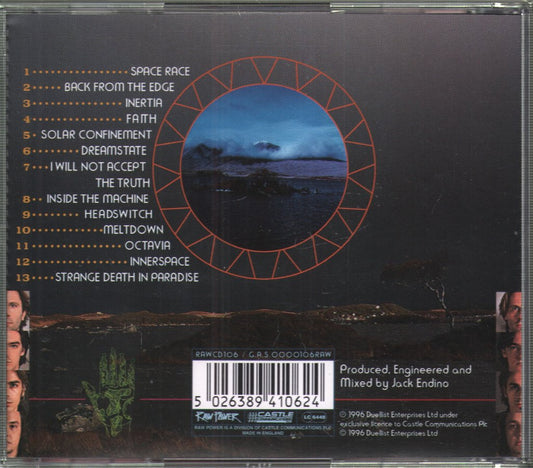 1 SPACE RACE
2 BACK FROM THE EDGE
3 INERTIA
4 FAITH
5 SOLAR CONFINEMENT
6 DREAMSTATE
7 I WILL NOT ACCEPT
THE TRUTH
8 INSIDE THE MACHINE
9 HEADSWITCH
10 MELTDOWN
11 OCTAVIA
12 INNERSPACE
13 STRANGE DEATH IN PARADISE
RAWCD106 / G.A.S 0000106RAW
5 026389 410624
RAW POWER
CASTLE COMMUNICATIONS
LC 6448
RAW POWER IS A DIVISION OF CASTLE COMMUNICATIONS PLC
MADE IN ENGLAND
Produced, Engineered and
Mixed by Jack Endino
℗ 1996 Duellist Enterprises Ltd under
exclusive licence to Castle Communications Plc
© 1996 Duellist Enterprises Ltd